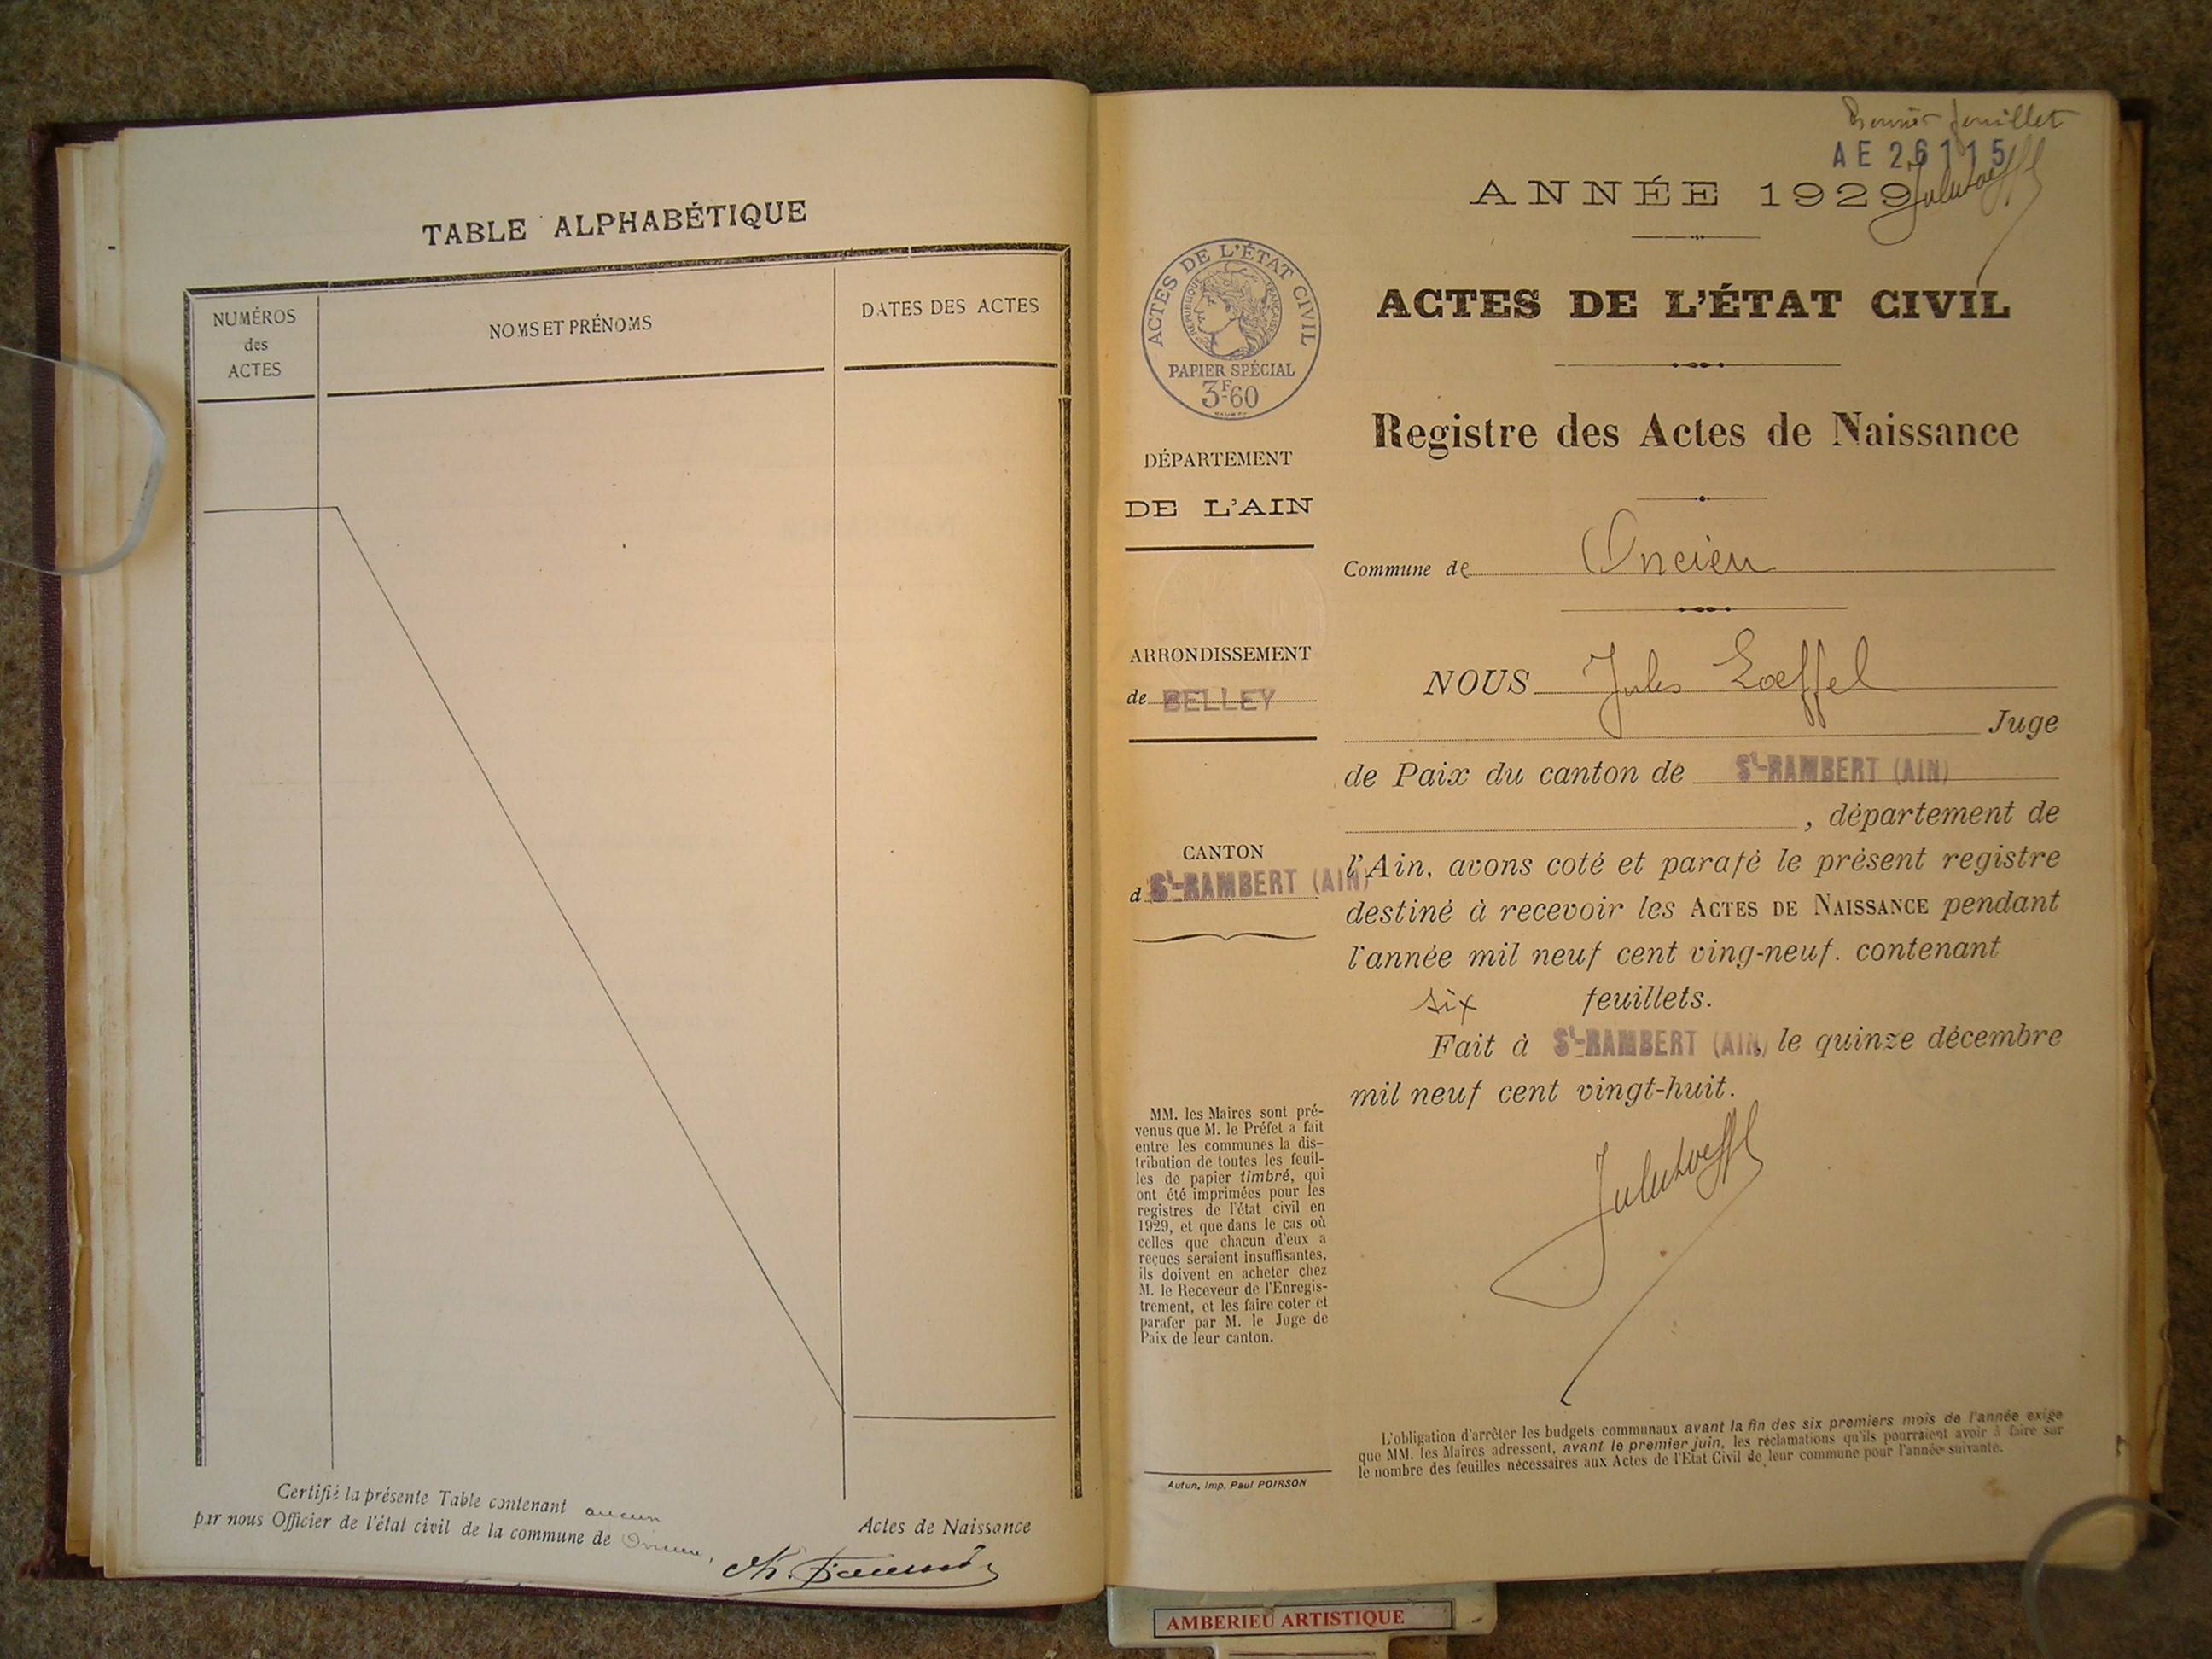 TABLE ALPHABÉTIQUE
NUMÉROS
des
ACTES
NOMS ET PRÉNOMS
DATES DES ACTES
Certifié la présente Table contenant aucun
Actes de Naissance
par nous Officier de l'état civil de la commune de Oncieu,
AE 26115
feuillet
ANNÉE 1929
ACTES DE L'ÉTAT CIVIL
RÉPUBLIQUE FRANÇAISE
PAPIER SPÉCIAL
3F60
DÉPARTEMENT
DE L'AIN
ARRONDISSEMENT
de BELLEY
CANTON
d St-RAMBERT (AIN)
MM. les Maires sont pré-
venus que M. le Préfet a fait
entre les communes la dis-
tribution de toutes les feuil-
les de papier timbré, qui
ont été imprimées pour les
registres de l'état civil en
1929, et que dans le cas où
celles que chacun d'eux a
reçues seraient insuffisantes,
ils doivent en acheter chez
M. le Receveur de l'Enregis-
trement, et les faire coter et
parafer par M. le Juge de
Paix de leur canton.
Autun, Imp. Paul POIRSON
ACTES DE L'ÉTAT CIVIL
Registre des Actes de Naissance
Commune de Oncieu
NOUS Jules Loeffel
Juge
de Paix du canton de St-RAMBERT (AIN)
, département de
l'Ain, avons coté et parafé le présent registre
destiné à recevoir les ACTES DE NAISSANCE pendant
l'année mil neuf cent ving-neuf. contenant
six feuillets.
Fait à St-RAMBERT (AIN) le quinze décembre
mil neuf cent vingt-huit.
L'obligation d'arrêter les budgets communaux avant la fin des six premiers mois de l'année exige
que MM. les Maires adressent, avant le premier juin, les réclamations qu'ils pourraient avoir à faire sur
le nombre des feuilles nécessaires aux Actes de l'Etat Civil de leur commune pour l'année suivante.
AMBERIEU ARTISTIQUE